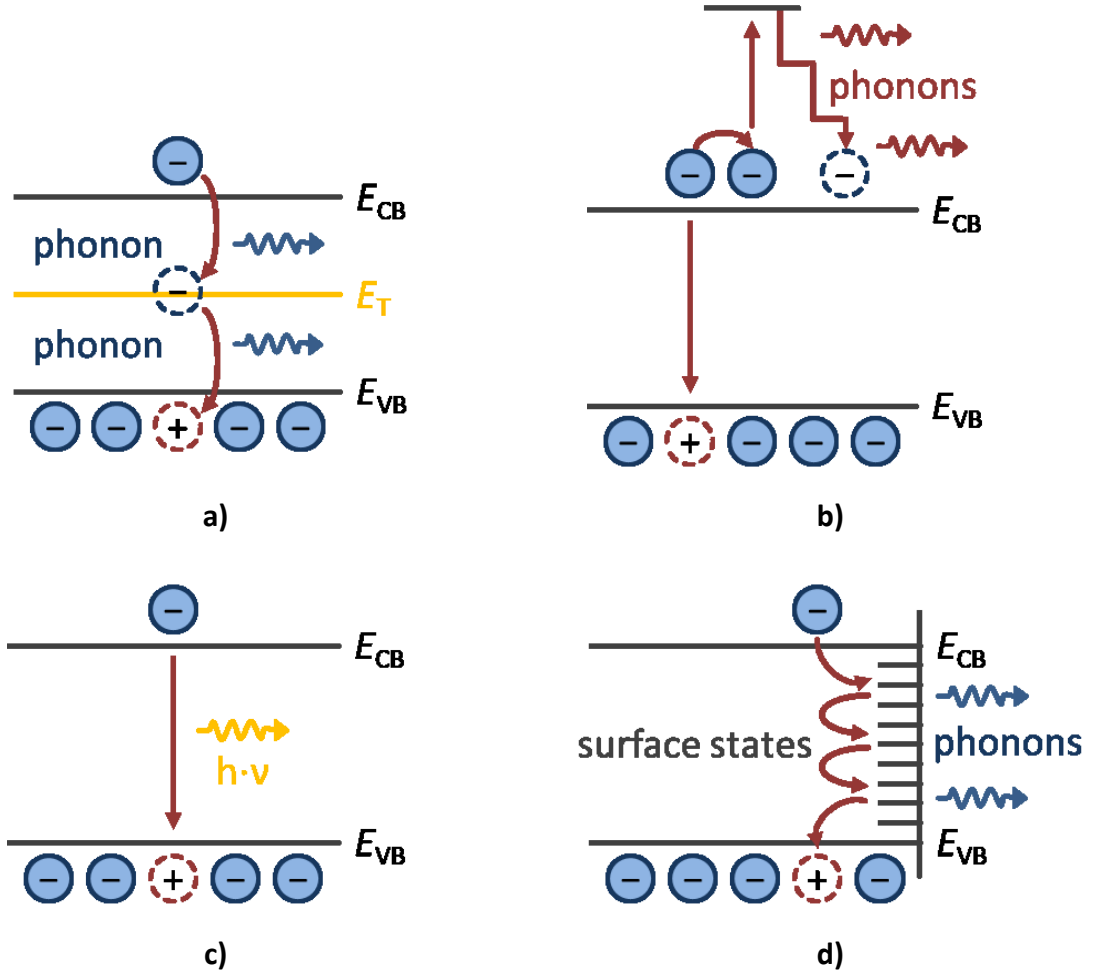 E_CB
phonon
E_T
phonon
E_VB
− − − + − −
−
a)
phonons
− − −
E_CB
E_VB
− + − − −
b)
−
E_CB
h·ν
E_VB
− − + − −
c)
−
E_CB
surface states
phonons
E_VB
− − − + −
d)